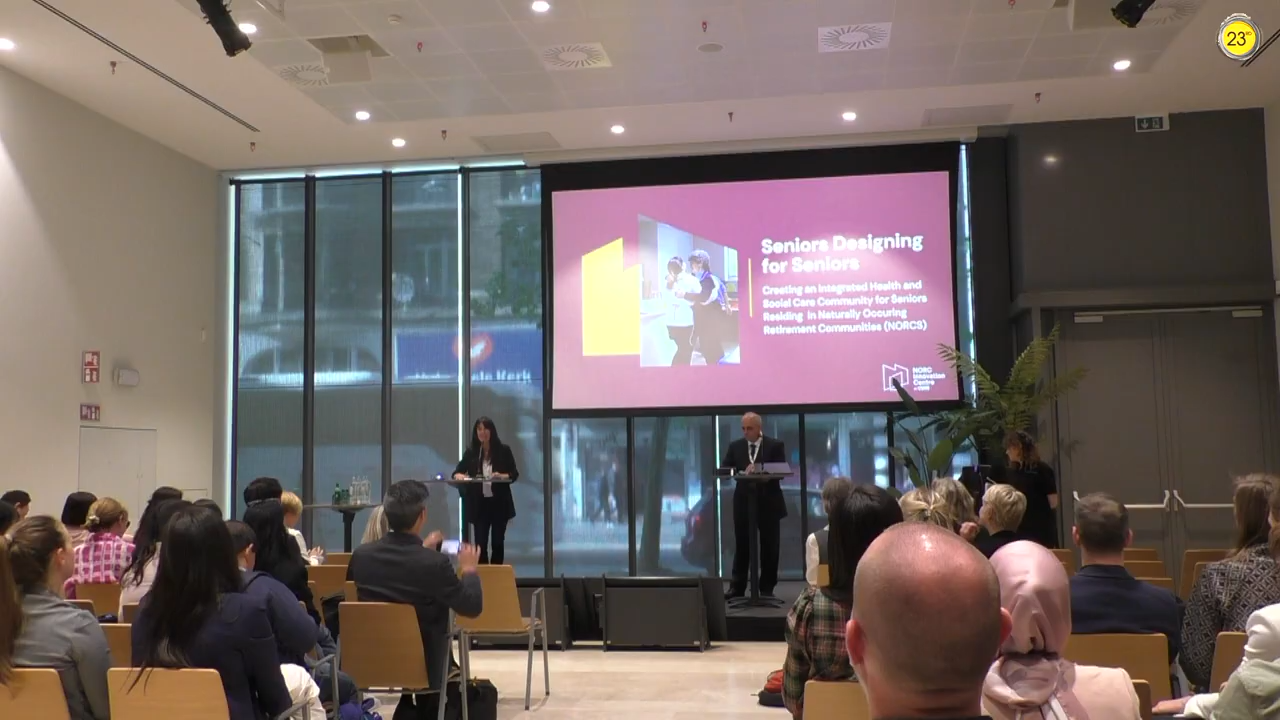 23
Seniors Designing
for Seniors
Creating an Integrated Health and
Social Care Community for Seniors
Residing in Naturally Occuring
Retirement Communities (NORCS)
NORC
Innovation
Centre